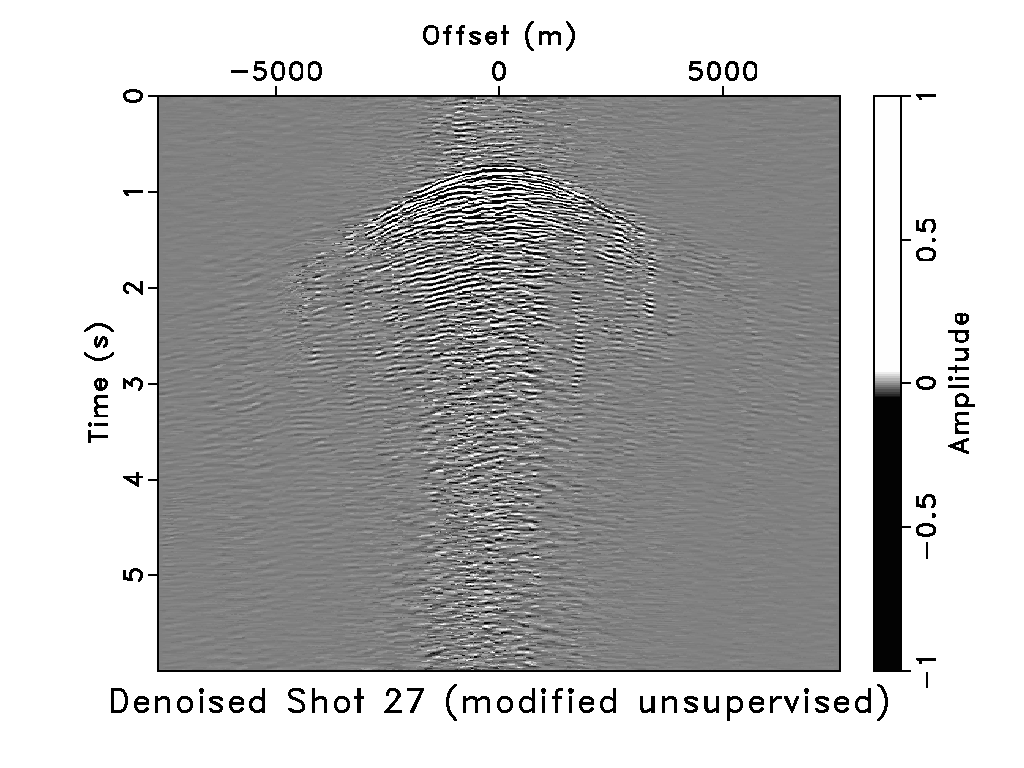 Offset (m)
−5000 0 5000
0
1
2
3
4
5
Time (s)
1
0.5
0
−0.5
−1
Amplitude
Denoised Shot 27 (modified unsupervised)